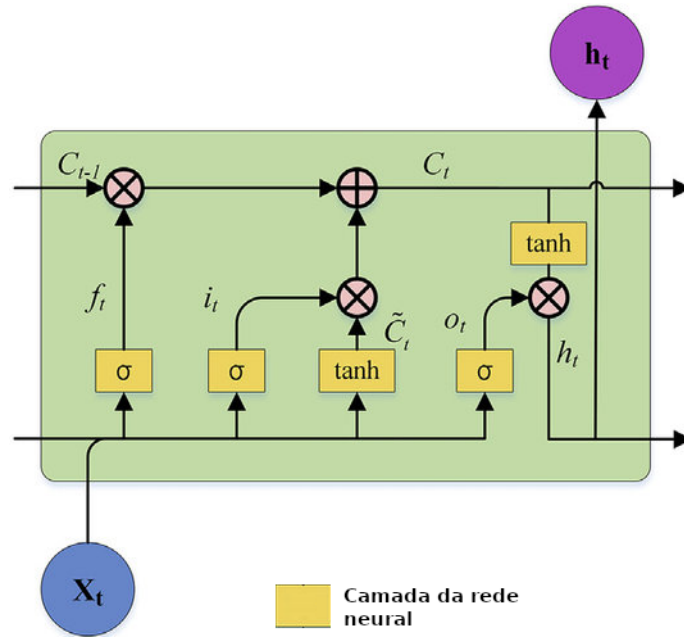 h_t
C_{t-1}
C_t
tanh
f_t
i_t
C̃_t
o_t
h_t
σ
σ
tanh
σ
X_t
Camada da rede
neural